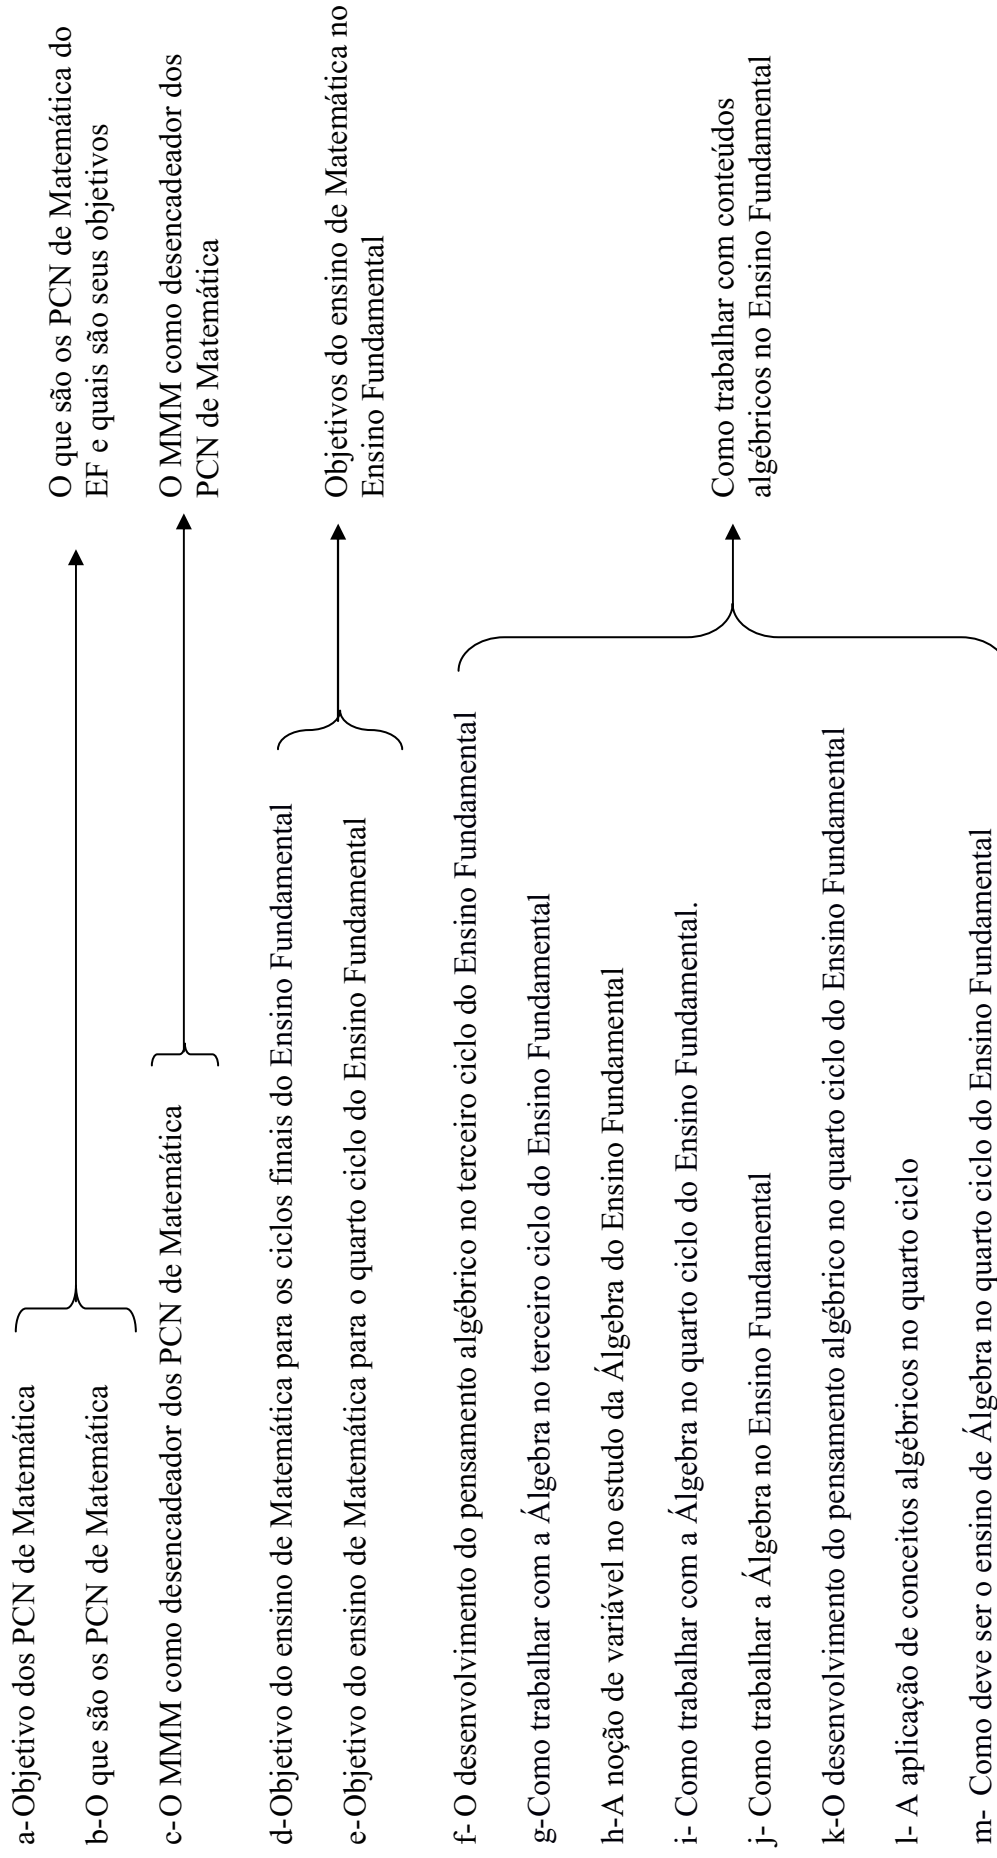 a-Objetivo dos PCN de Matemática
b-O que são os PCN de Matemática
O que são os PCN de Matemática do
EF e quais são seus objetivos
c-O MMM como desencadeador dos PCN de Matemática
O MMM como desencadeador dos
PCN de Matemática
d-Objetivo do ensino de Matemática para os ciclos finais do Ensino Fundamental
e-Objetivo do ensino de Matemática para o quarto ciclo do Ensino Fundamental
Objetivos do ensino de Matemática no
Ensino Fundamental
f-O desenvolvimento do pensamento algébrico no terceiro ciclo do Ensino Fundamental
g-Como trabalhar com a Álgebra no terceiro ciclo do Ensino Fundamental
h-A noção de variável no estudo da Álgebra do Ensino Fundamental
i- Como trabalhar com a Álgebra no quarto ciclo do Ensino Fundamental.
j- Como trabalhar a Álgebra no Ensino Fundamental
k-O desenvolvimento do pensamento algébrico no quarto ciclo do Ensino Fundamental
l- A aplicação de conceitos algébricos no quarto ciclo
m- Como deve ser o ensino de Álgebra no quarto ciclo do Ensino Fundamental
Como trabalhar com conteúdos
algébricos no Ensino Fundamental